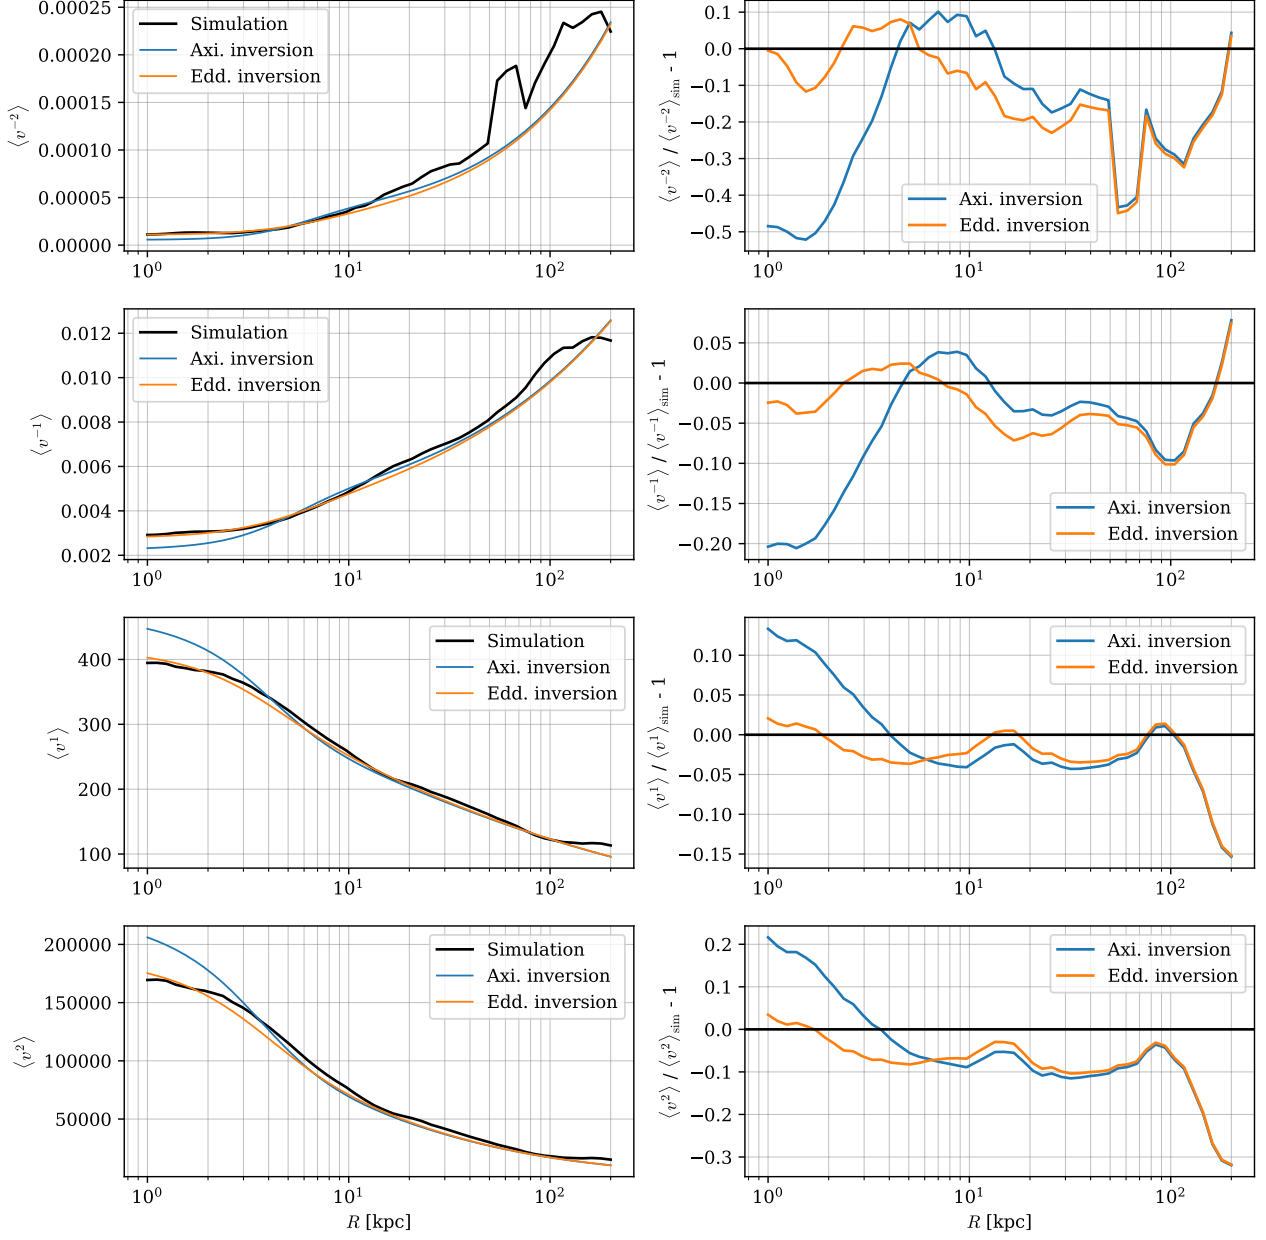 0.00025
0.00020
0.00015
0.00010
0.00005
0.00000
⟨v⁻²⟩
Simulation
Axi. inversion
Edd. inversion
10⁰ 10¹ 10²
0.1
0.0
−0.1
−0.2
−0.3
−0.4
−0.5
⟨v⁻²⟩ / ⟨v⁻²⟩sim - 1
Axi. inversion
Edd. inversion
10⁰ 10¹ 10²
0.012
0.010
0.008
0.006
0.004
0.002
⟨v⁻¹⟩
Simulation
Axi. inversion
Edd. inversion
10⁰ 10¹ 10²
0.05
0.00
−0.05
−0.10
−0.15
−0.20
⟨v⁻¹⟩ / ⟨v⁻¹⟩sim - 1
Axi. inversion
Edd. inversion
10⁰ 10¹ 10²
400
300
200
100
⟨v¹⟩
Simulation
Axi. inversion
Edd. inversion
10⁰ 10¹ 10²
0.10
0.05
0.00
−0.05
−0.10
−0.15
⟨v¹⟩ / ⟨v¹⟩sim - 1
Axi. inversion
Edd. inversion
10⁰ 10¹ 10²
200000
150000
100000
50000
⟨v²⟩
Simulation
Axi. inversion
Edd. inversion
10⁰ 10¹ 10²
R [kpc]
0.2
0.1
0.0
−0.1
−0.2
−0.3
⟨v²⟩ / ⟨v²⟩sim - 1
Axi. inversion
Edd. inversion
10⁰ 10¹ 10²
R [kpc]